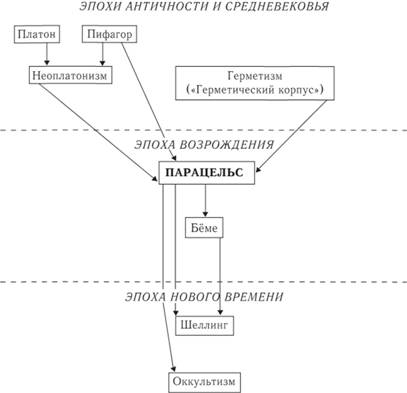 ЭПОХИ АНТИЧНОСТИ И СРЕДНЕВЕКОВЬЯ
Платон
Пифагор
Неоплатонизм
Герметизм
(«Герметический корпус»)
ЭПОХА ВОЗРОЖДЕНИЯ
ПАРАЦЕЛЬС
Бёме
ЭПОХА НОВОГО ВРЕМЕНИ
Шеллинг
Оккультизм